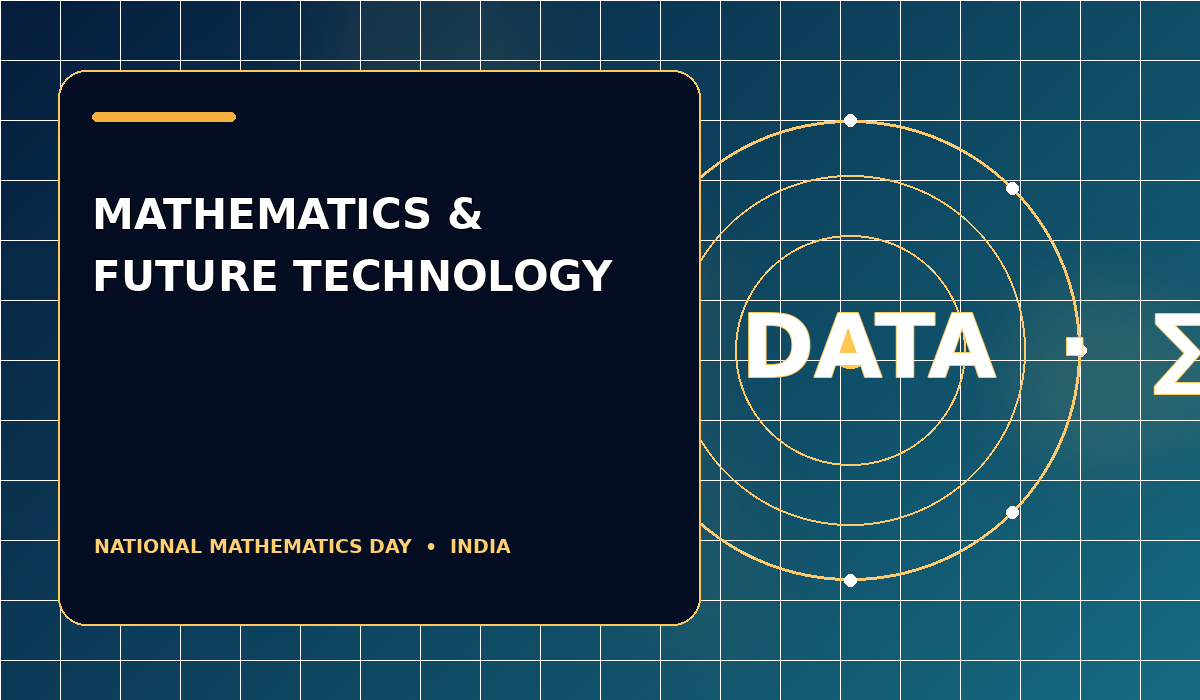 MATHEMATICS &
FUTURE TECHNOLOGY
DATA
Σ
NATIONAL MATHEMATICS DAY • INDIA